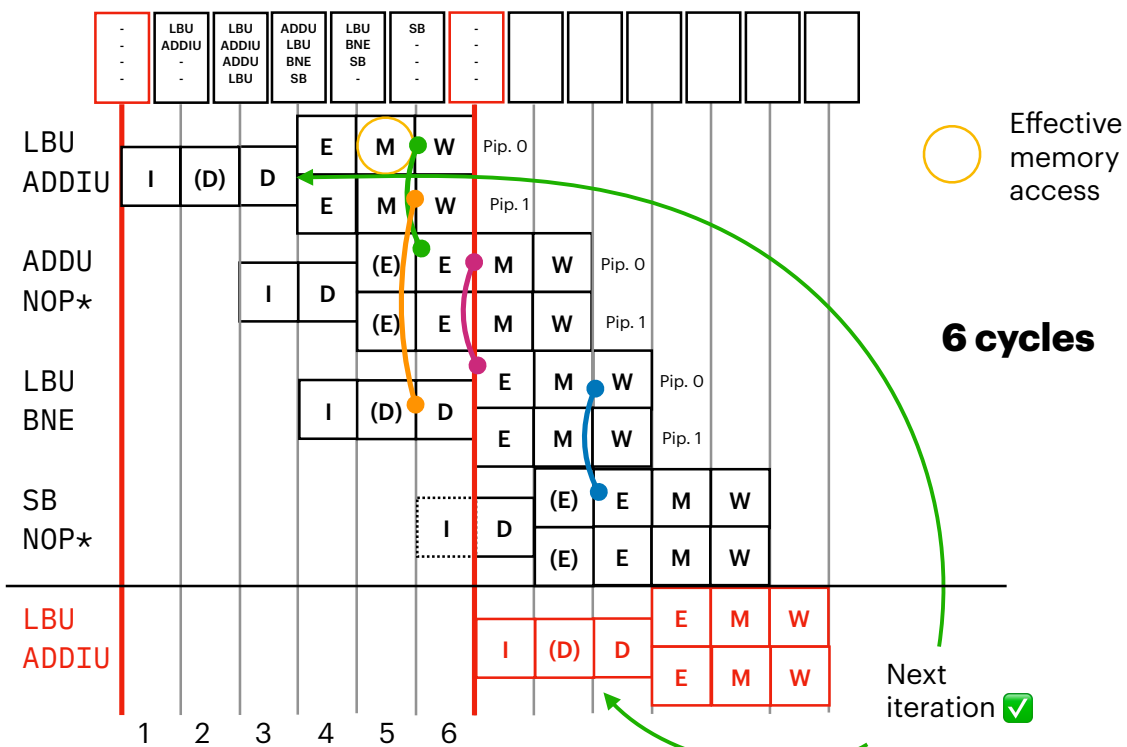 - LBU LBU ADDU LBU SB -
- ADDIU ADDIU LBU BNE - -
- - ADDU BNE SB - -
- - LBU SB - - -
LBU
ADDIU
I (D) D
E M W Pip. 0
E M W Pip. 1
Effective
memory
access
ADDU
NOP*
I D
(E) E M W Pip. 0
(E) E M W Pip. 1
6 cycles
LBU
BNE
I (D) D
E M W Pip. 0
E M W Pip. 1
SB
NOP*
I D
(E) E M W
(E) E M W
LBU
ADDIU
I (D) D
E M W
E M W
Next
iteration ✅
1 2 3 4 5 6